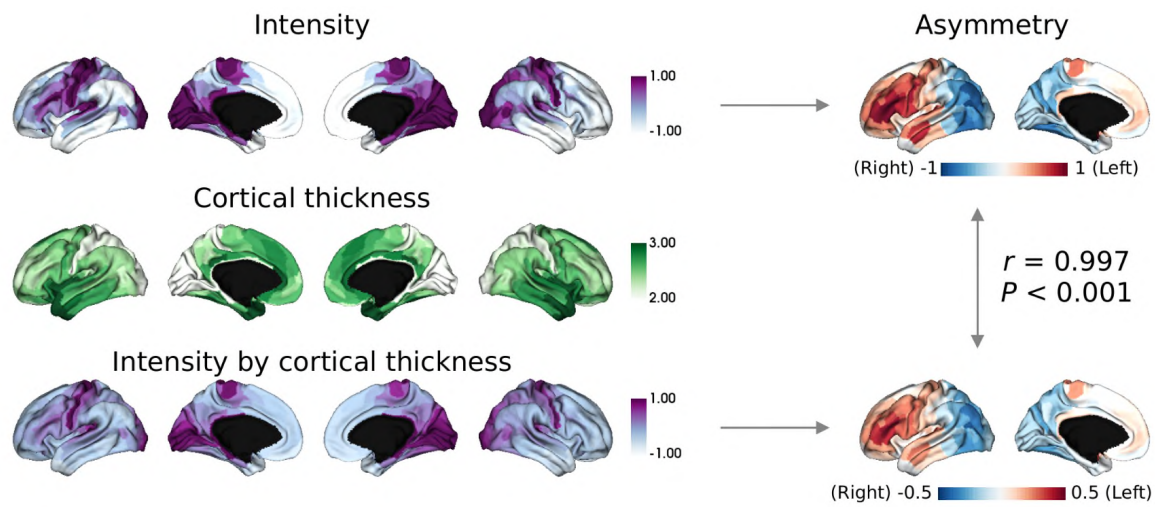 Intensity
Asymmetry
1.00
-1.00
(Right) -1
1 (Left)
Cortical thickness
3.00
2.00
r = 0.997
P < 0.001
Intensity by cortical thickness
1.00
-1.00
(Right) -0.5
0.5 (Left)